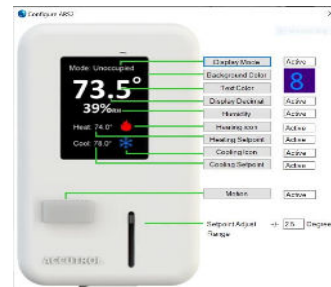 Configure ARS2
Display Mode Active
Mode: Unoccupied
Background Color
8
Text Color
73.5°
Display Decimal Active
39%RH
Humidity Active
Heating Icon Active
Heat: 74.0°
Heating Setpoint Active
Cooling Icon Active
Cool: 78.0°
Cooling Setpoint Active
Motion Active
Setpoint Adjust Range +/- 2.5 Degree
ACCUTROL